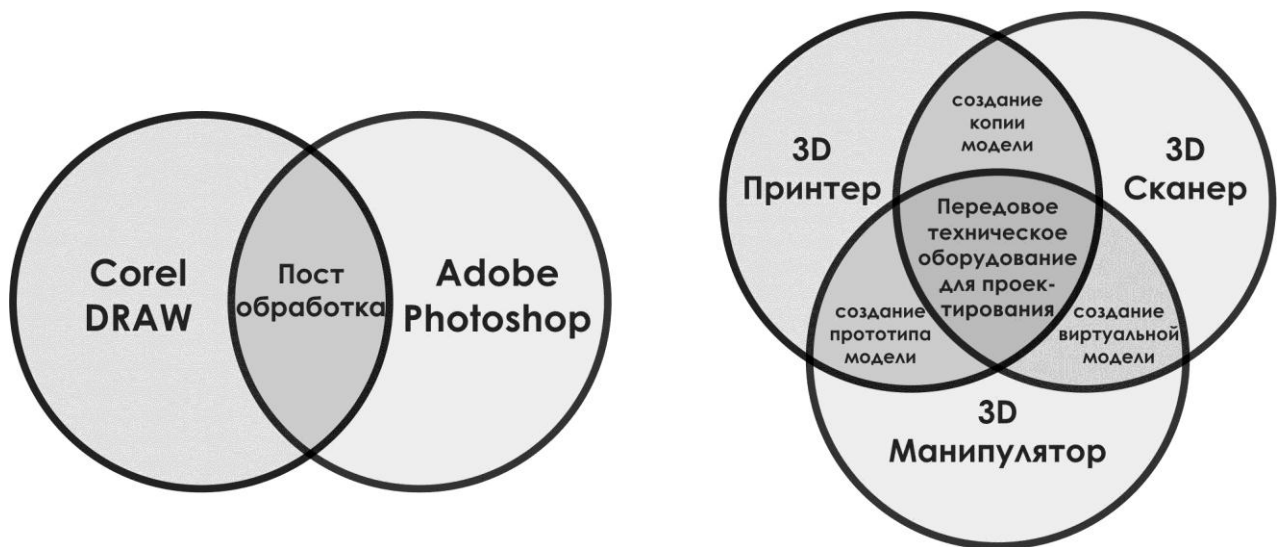 Corel
DRAW
Пост
обработка
Adobe
Photoshop
3D
Принтер
создание
копии
модели
3D
Сканер
Передовое
техническое
оборудование
для проек-
тирования
создание
прототипа
модели
создание
виртуальной
модели
3D
Манипулятор